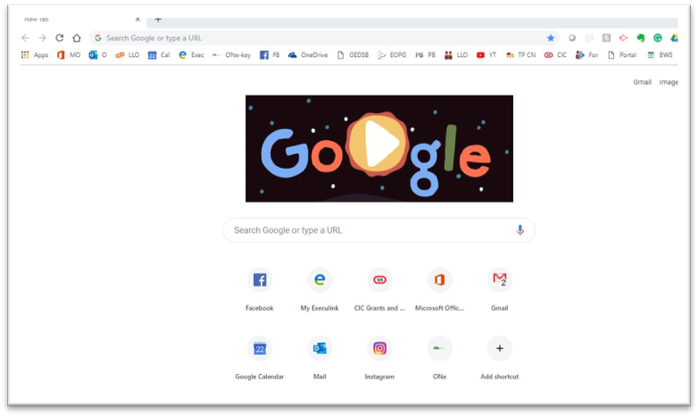 New Tab
Search Google or type a URL
Apps MO O LLO Cal Exec ONe-key FB OneDrive GEDSB EOPG PB PB LLO YT TP CN CIC For Portal BWS
Gmail Image
Google
Search Google or type a URL
Facebook My Execulink CIC Grants and ... Microsoft Offic... Gmail
Google Calendar Mail Instagram ONe Add shortcut